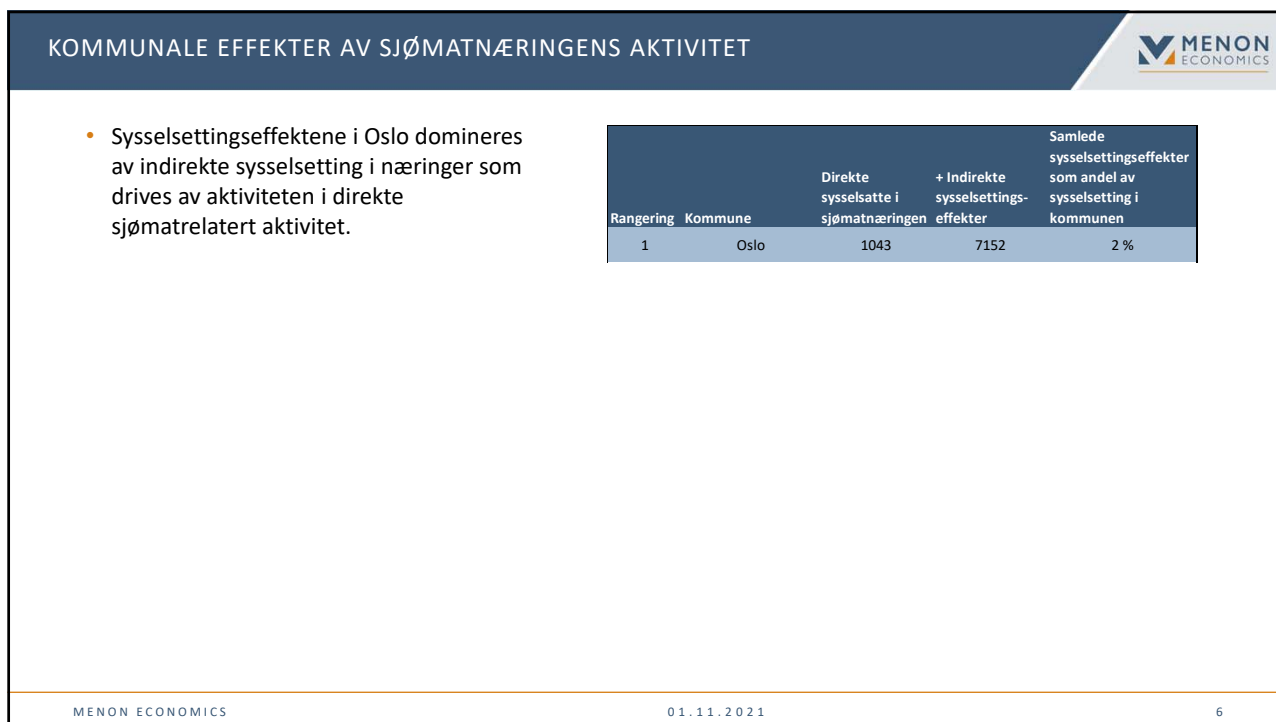 KOMMUNALE EFFEKTER AV SJØMATNÆRINGENS AKTIVITET
MENON
ECONOMICS
• Sysselsettingseffektene i Oslo domineres
av indirekte sysselsetting i næringer som
drives av aktiviteten i direkte
sjømatrelatert aktivitet.
Rangering Kommune Direkte sysselsatte i sjømatnæringen + Indirekte sysselsettings-effekter Samlede sysselsettingseffekter som andel av sysselsetting i kommunen
1 Oslo 1043 7152 2 %
MENON ECONOMICS 01.11.2021 6